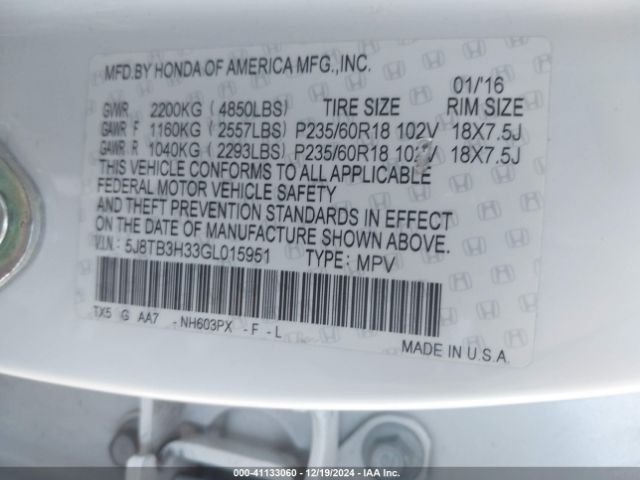 MFD.BY HONDA OF AMERICA MFG.,INC.
01/'16
GVWR 2200KG ( 4850LBS) TIRE SIZE RIM SIZE
GAWR F 1160KG ( 2557LBS) P235/60R18 102V 18X7.5J
GAWR R 1040KG ( 2293LBS) P235/60R18 102V 18X7.5J
THIS VEHICLE CONFORMS TO ALL APPLICABLE
FEDERAL MOTOR VEHICLE SAFETY
AND THEFT PREVENTION STANDARDS IN EFFECT
ON THE DATE OF MANUFACTURE SHOWN ABOVE.
V.I.N.: 5J8TB3H33GL015951 TYPE: MPV
TX5 G AA7 - NH603PX - F - L
MADE IN U.S.A
000-41133060 | 12/19/2024 - IAA Inc.